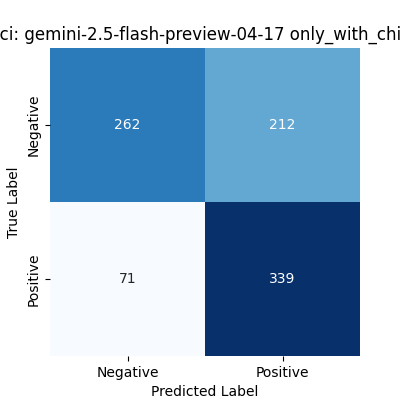 ci: gemini-2.5-flash-preview-04-17 only_with_chi
Negative
262
212
True Label
Positive
71
339
Negative
Positive
Predicted Label